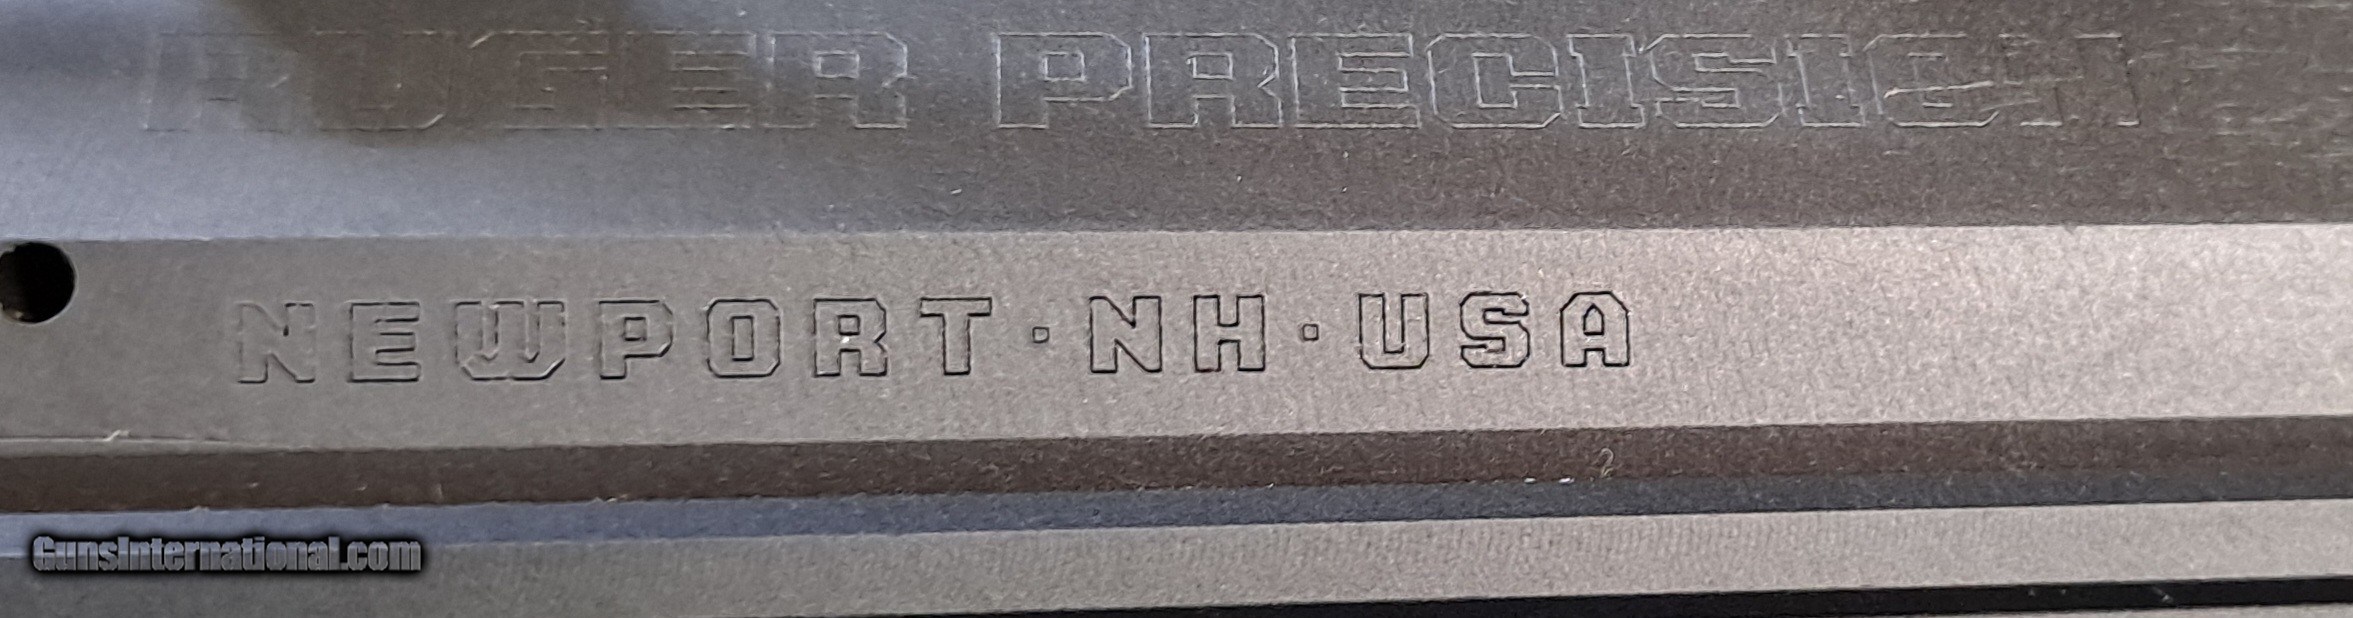 RUGER PRECISION
NEWPORT·NH·USA
GunsInternational.com